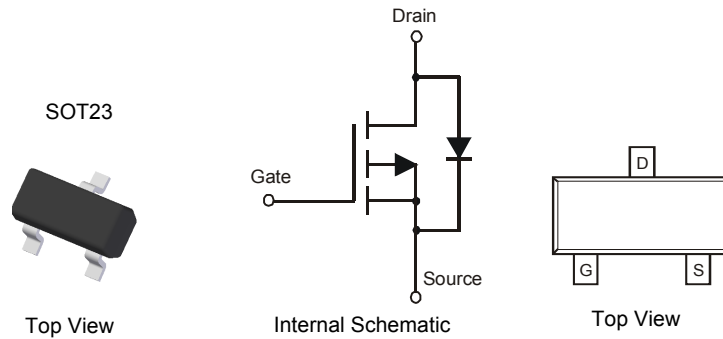 Drain
SOT23
Gate
D
G
S
Source
Top View
Internal Schematic
Top View